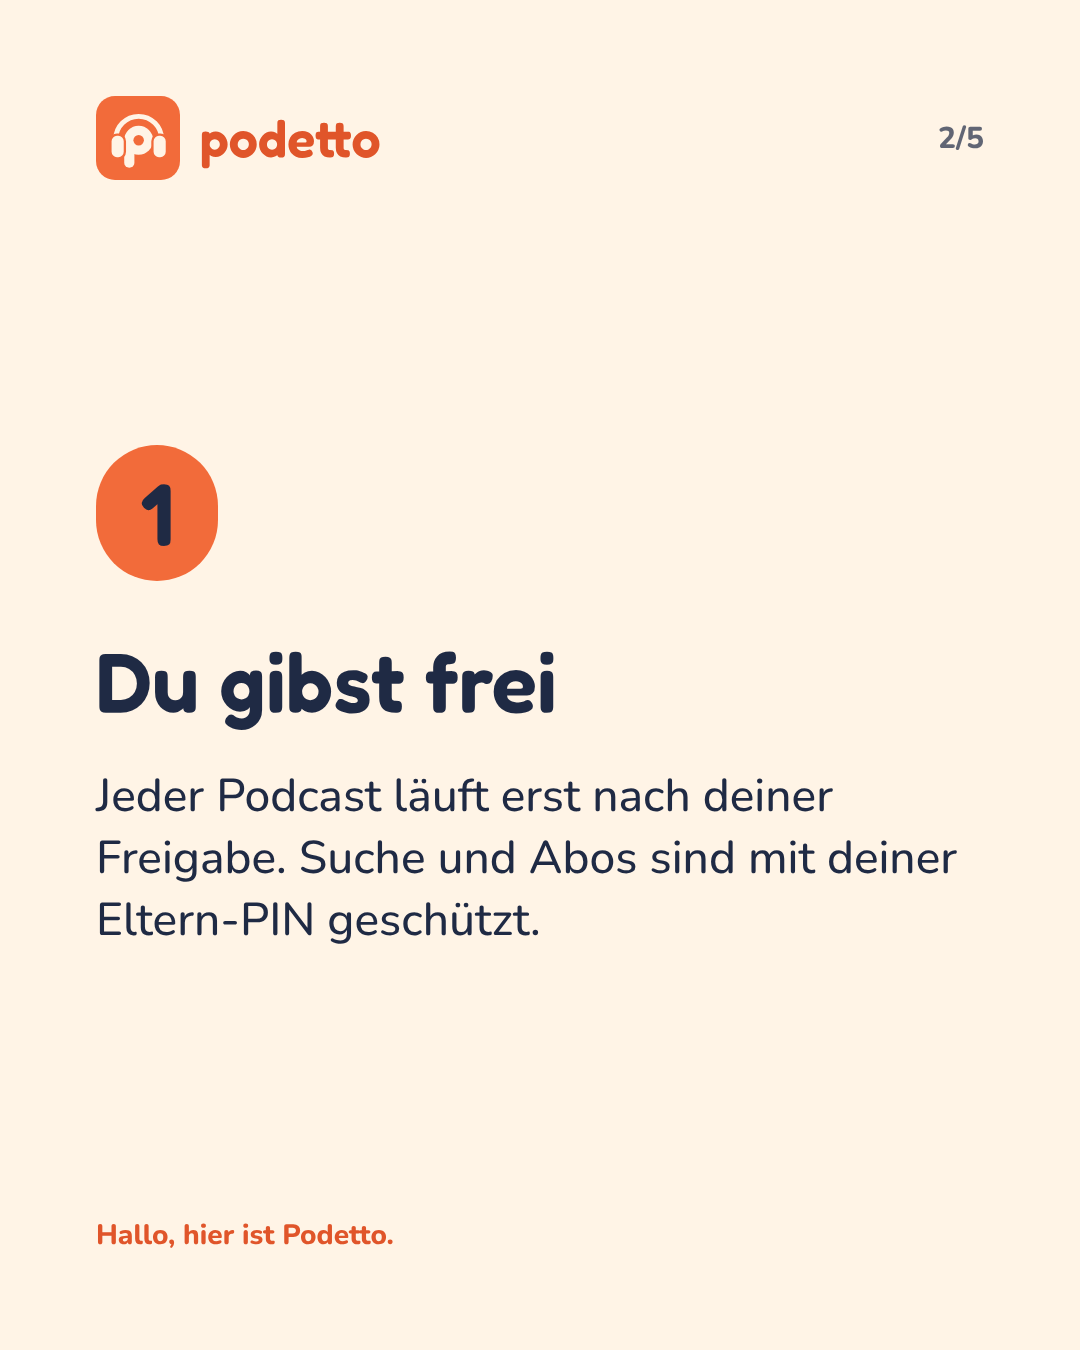 podetto
2/5
1
Du gibst frei
Jeder Podcast läuft erst nach deiner
Freigabe. Suche und Abos sind mit deiner
Eltern-PIN geschützt.
Hallo, hier ist Podetto.